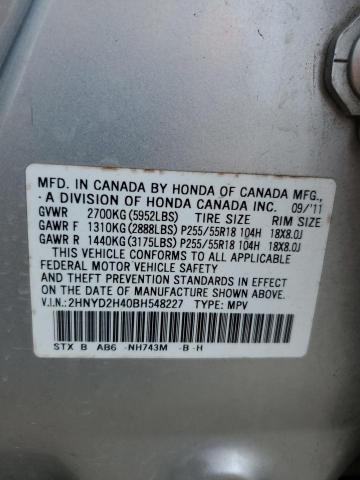 MFD. IN CANADA BY HONDA OF CANADA MFG.,
· A DIVISION OF HONDA CANADA INC. 09/'11
GVWR 2700KG (5952LBS) TIRE SIZE RIM SIZE
GAWR F 1310KG (2888LBS) P255/55R18 104H 18X8.0J
GAWR R 1440KG (3175LBS) P255/55R18 104H 18X8.0J
THIS VEHICLE CONFORMS TO ALL APPLICABLE
FEDERAL MOTOR VEHICLE SAFETY AND
THEFT PREVENTION STANDARDS IN EFFECT ON
THE DATE OF MANUFACTURE SHOWN ABOVE.
V.I.N.: 2HNYD2H40BH548227 TYPE: MPV
STX B AB6 -NH743M -B -H